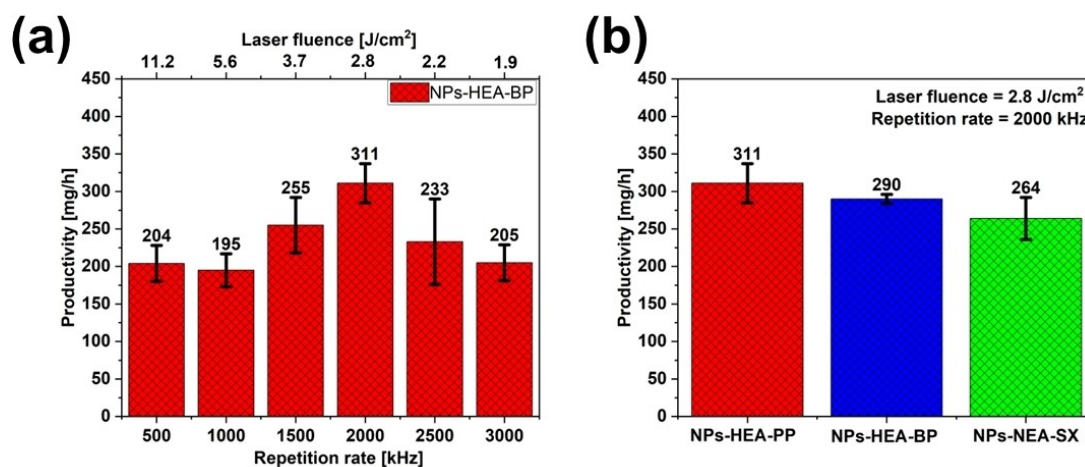 (a)
Laser fluence [J/cm²]
11.2 5.6 3.7 2.8 2.2 1.9
NPs-HEA-BP
Productivity [mg/h]
450
400
350
300
250
200
150
100
50
0
204 195 255 311 233 205
500 1000 1500 2000 2500 3000
Repetition rate [kHz]
(b)
Laser fluence = 2.8 J/cm²
Repetition rate = 2000 kHz
Productivity [mg/h]
450
400
350
300
250
200
150
100
50
0
311 290 264
NPs-HEA-PP NPs-HEA-BP NPs-NEA-SX